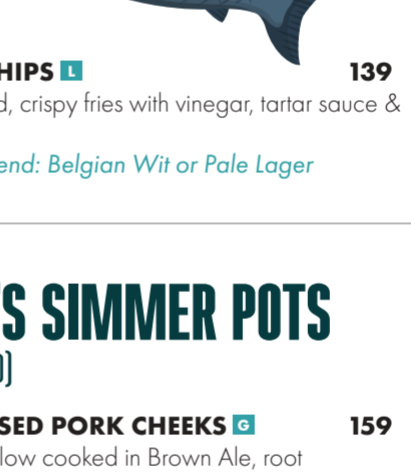 HIPS L 139
d, crispy fries with vinegar, tartar sauce &
end: Belgian Wit or Pale Lager
'S SIMMER POTS
)
SED PORK CHEEKS G 159
low cooked in Brown Ale, root